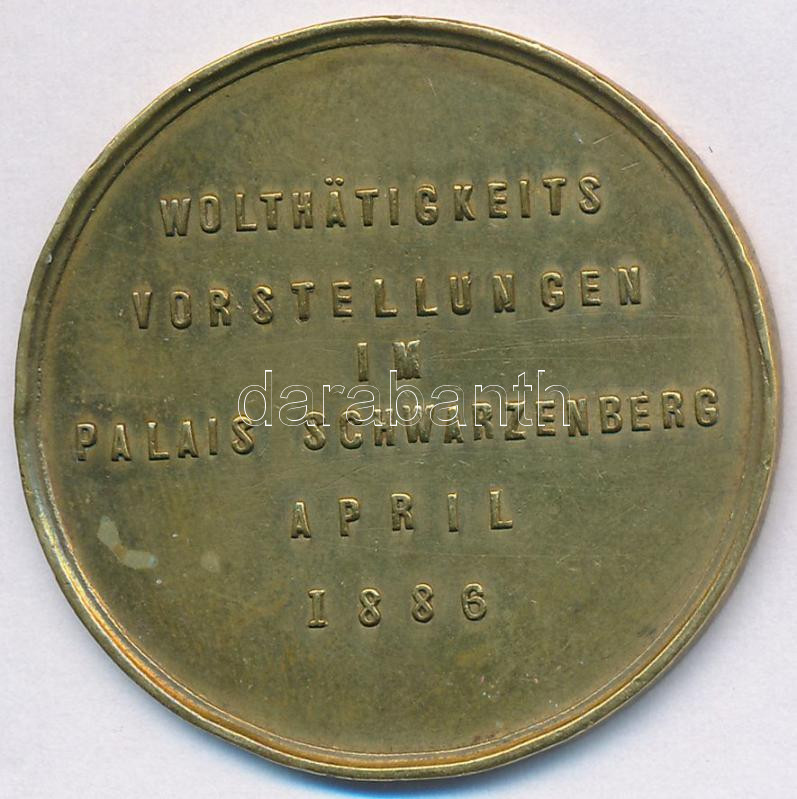 WOLTHÄTIGKEITS
VORSTELLUNGEN
IM
darabanth
PALAIS SCHWARZENBERG
APRIL
1886